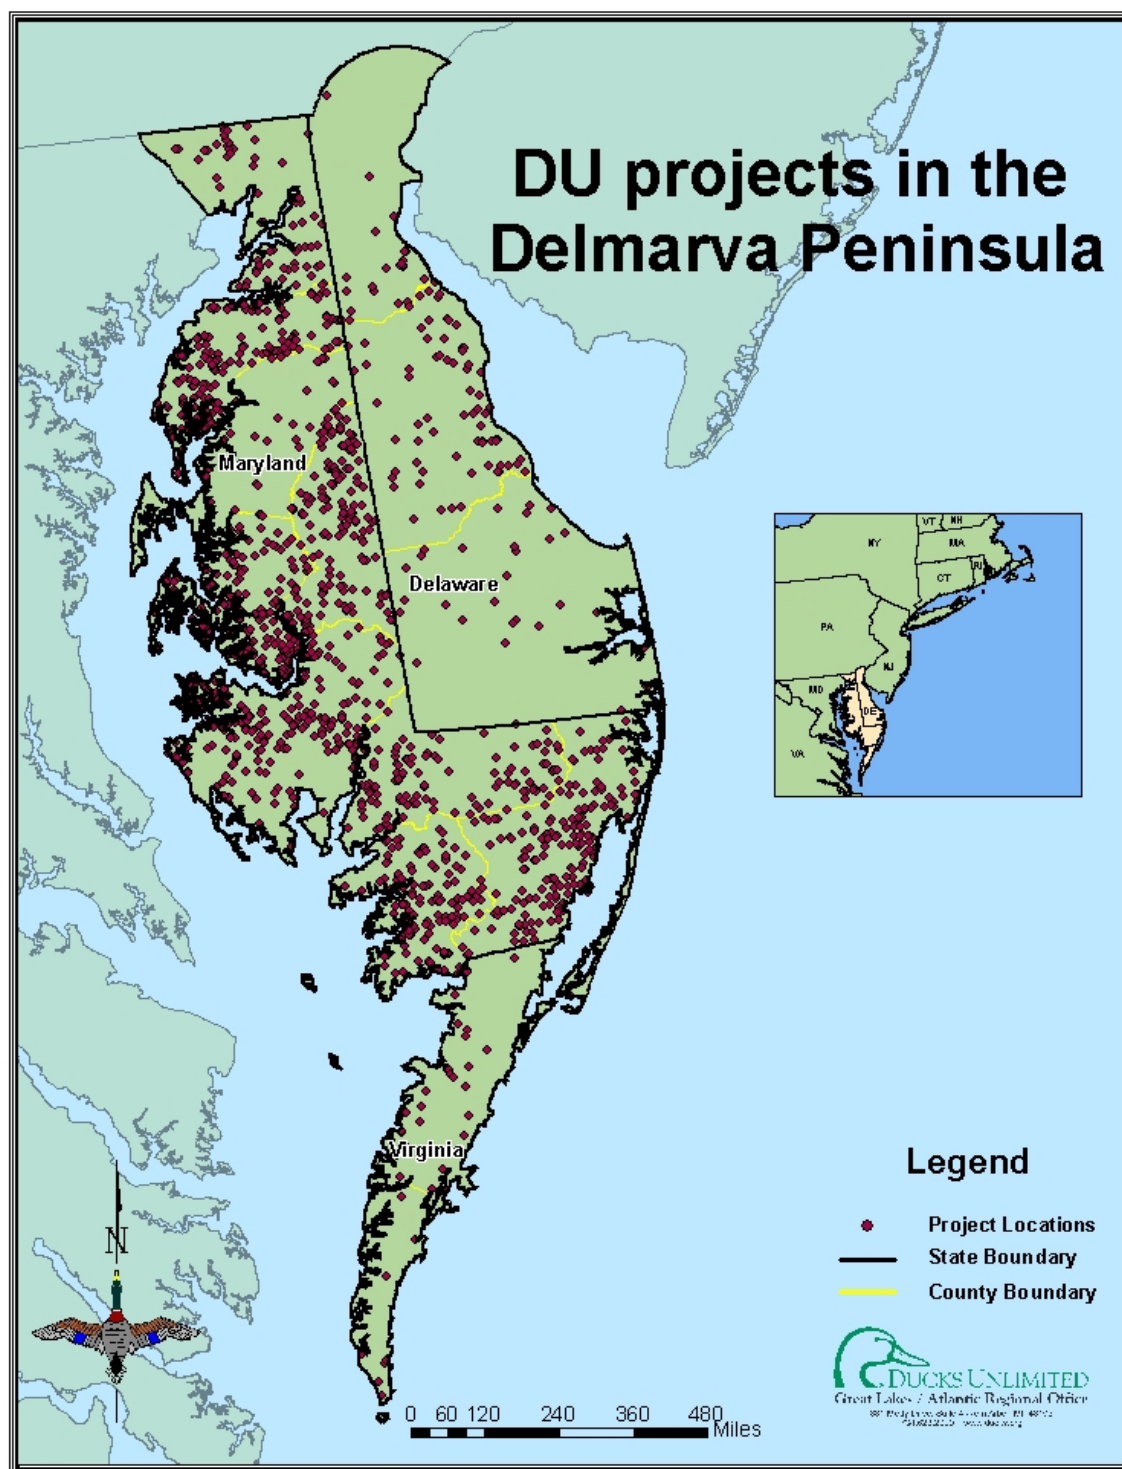 DU projects in the
Delmarva Peninsula
Maryland
Delaware
Virginia
VT
NH
NY
MA
CT
RI
PA
NJ
MD
DE
VA
Legend
Project Locations
State Boundary
County Boundary
N
0 60 120 240 360 480
Miles
DUCKS UNLIMITED
Great Lakes / Atlantic Regional Office